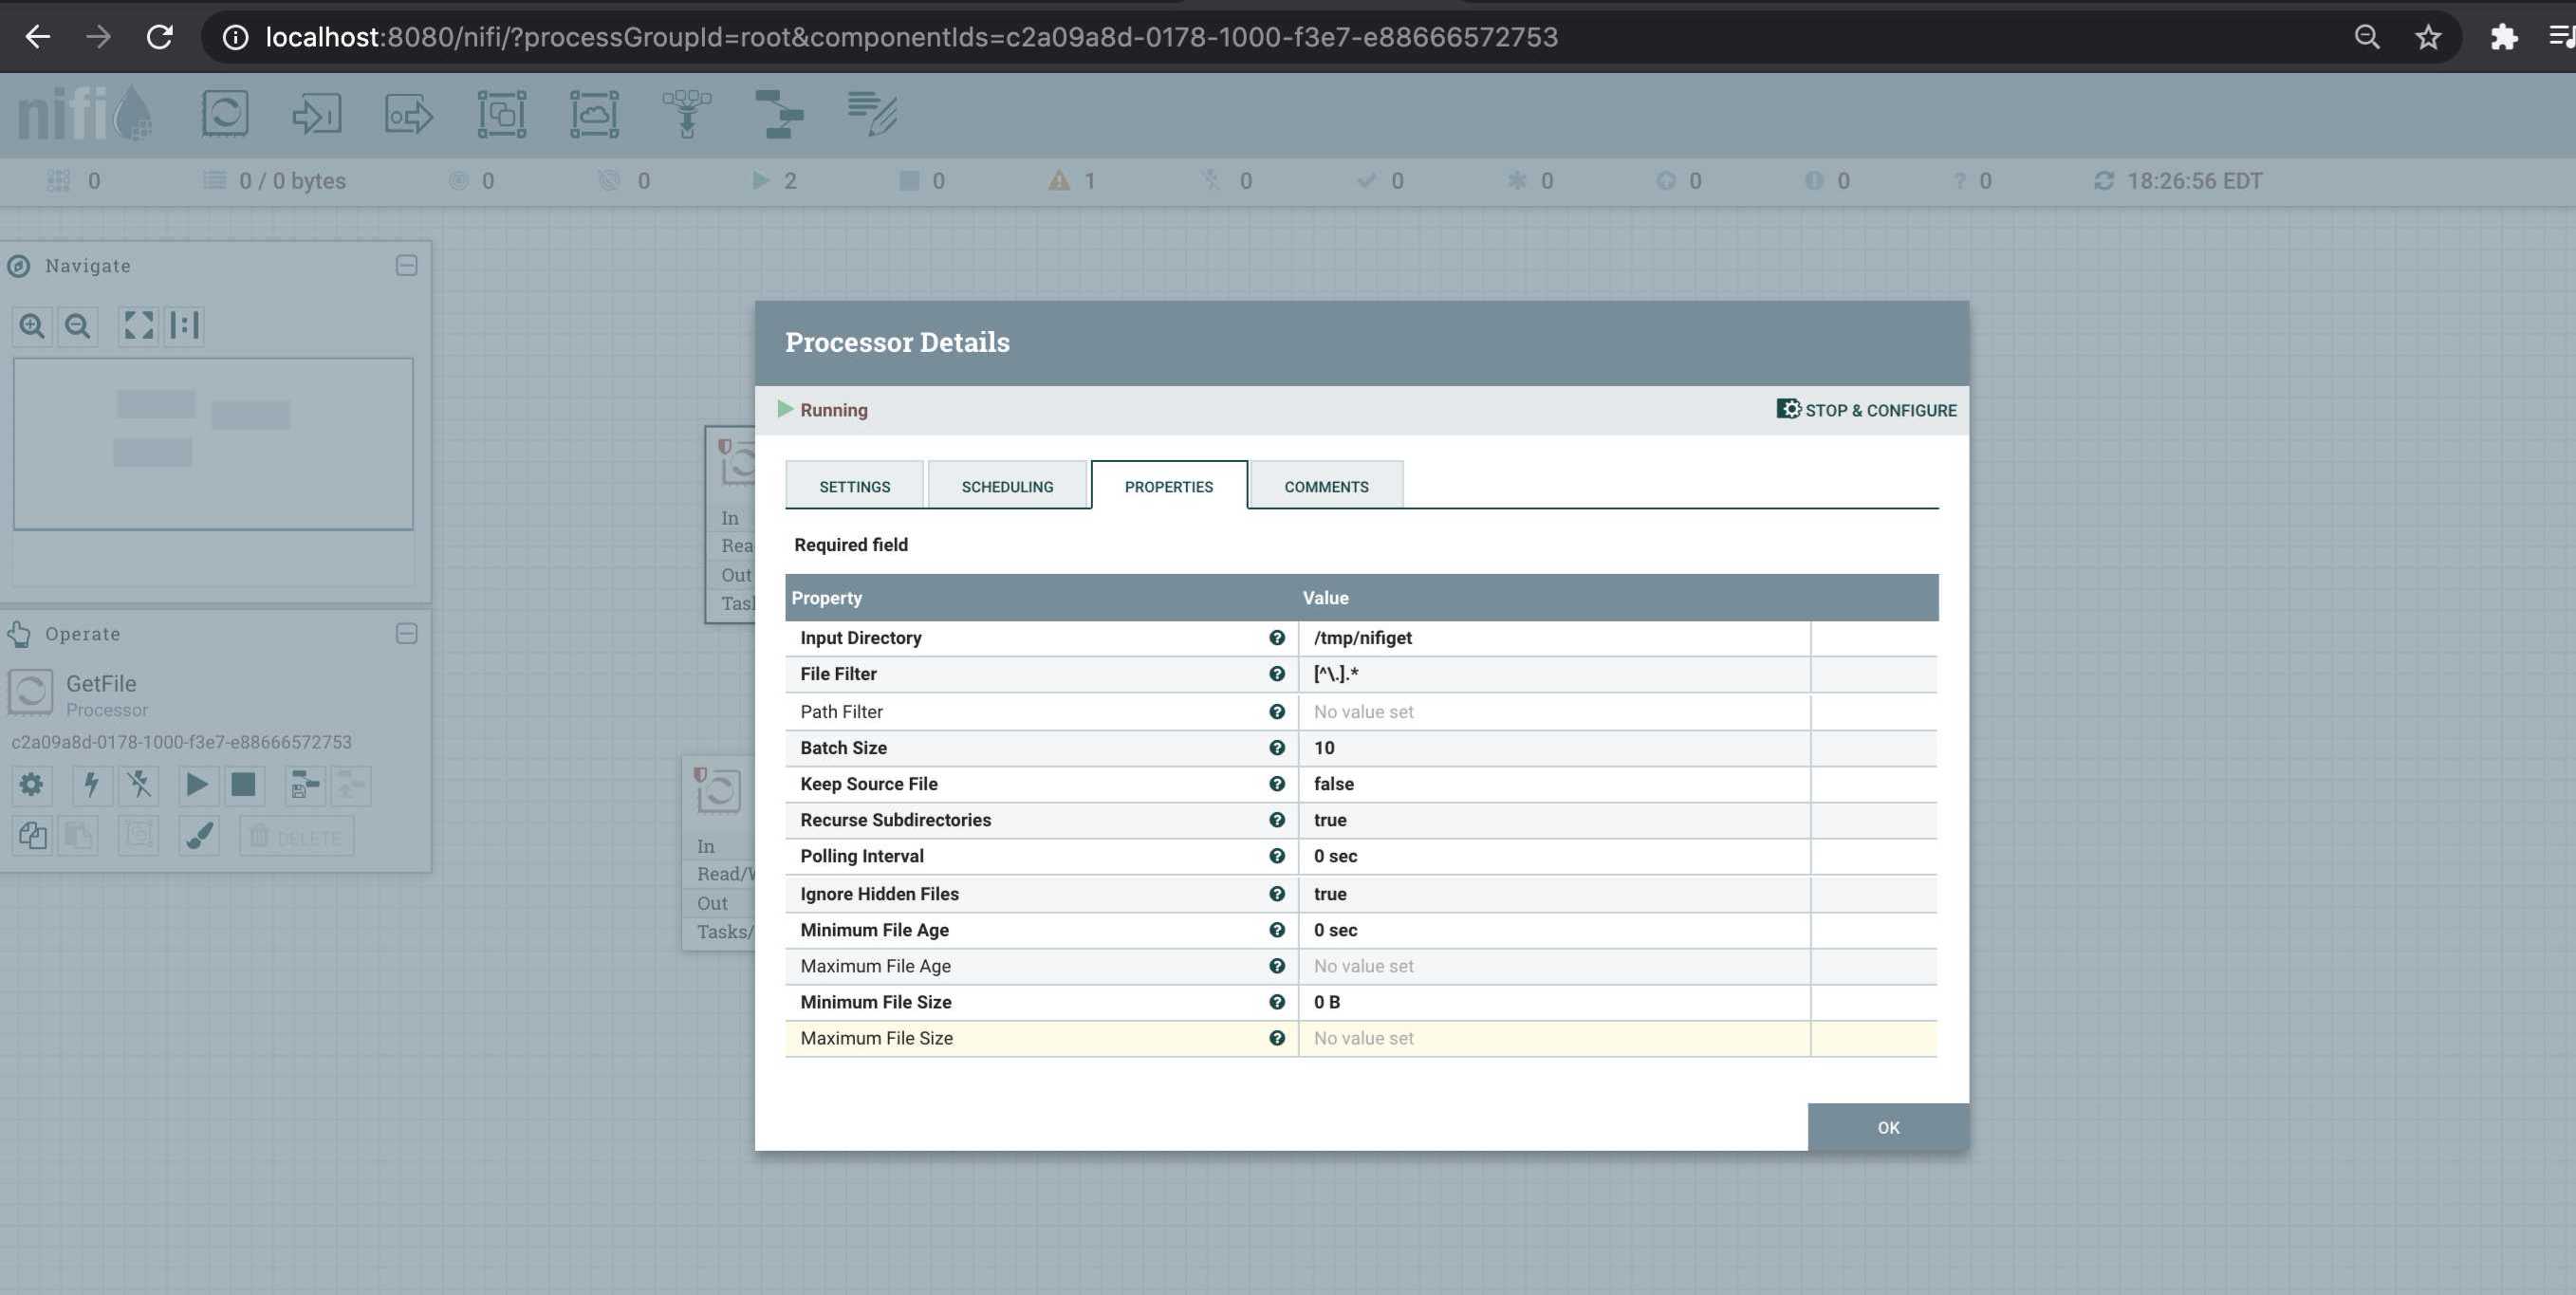 localhost:8080/nifi/?processGroupId=root&componentIds=c2a09a8d-0178-1000-f3e7-e88666572753
nifi
0 0 / 0 bytes 0 0 2 0 1 0 0 0 0 0 ? 0 18:26:56 EDT
Navigate
Operate
GetFile
Processor
c2a09a8d-0178-1000-f3e7-e88666572753
DELETE
In
Out
In
Out
Tasks/
Processor Details
Running STOP & CONFIGURE
SETTINGS SCHEDULING PROPERTIES COMMENTS
Required field
Property Value
Input Directory /tmp/nifiget
File Filter [^\.].*
Path Filter No value set
Batch Size 10
Keep Source File false
Recurse Subdirectories true
Polling Interval 0 sec
Ignore Hidden Files true
Minimum File Age 0 sec
Maximum File Age No value set
Minimum File Size 0 B
Maximum File Size No value set
OK